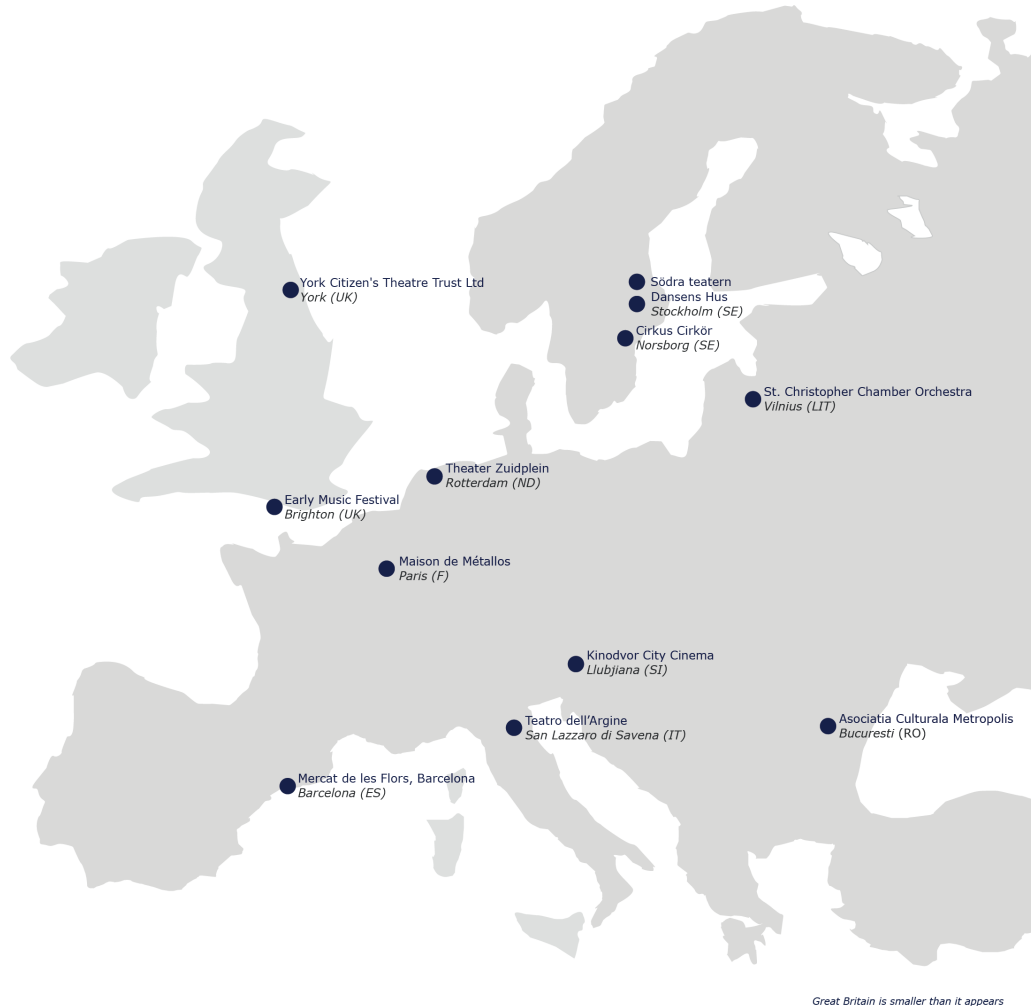 York Citizen's Theatre Trust Ltd
York (UK)
Södra teatern
Dansens Hus
Stockholm (SE)
Cirkus Cirkör
Norsborg (SE)
St. Christopher Chamber Orchestra
Vilnius (LIT)
Theater Zuidplein
Rotterdam (ND)
Early Music Festival
Brighton (UK)
Maison de Métallos
Paris (F)
Kinodvor City Cinema
Llubjiana (SI)
Teatro dell’Argine
San Lazzaro di Savena (IT)
Asociatia Culturala Metropolis
Bucuresti (RO)
Mercat de les Flors, Barcelona
Barcelona (ES)
Great Britain is smaller than it appears